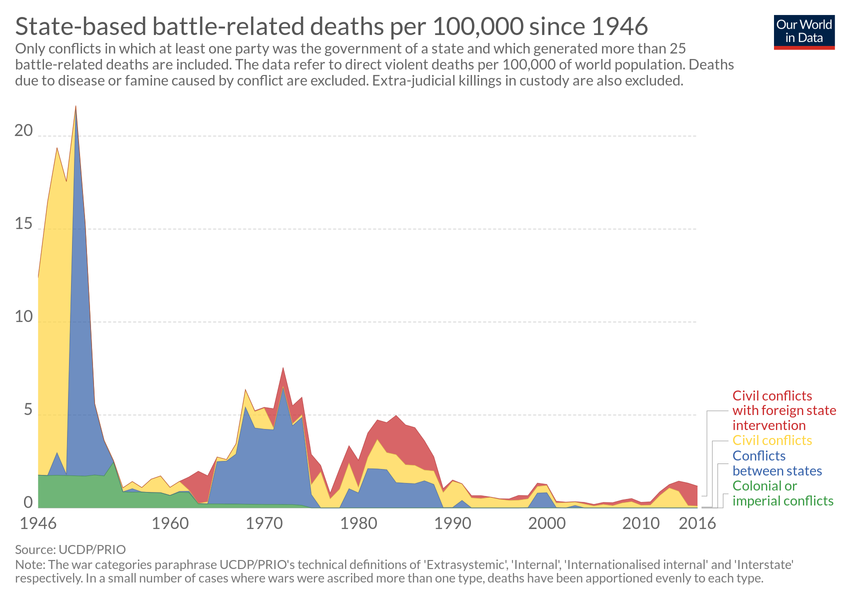 State-based battle-related deaths per 100,000 since 1946
Our World
in Data
Only conflicts in which at least one party was the government of a state and which generated more than 25
battle-related deaths are included. The data refer to direct violent deaths per 100,000 of world population. Deaths
due to disease or famine caused by conflict are excluded. Extra-judicial killings in custody are also excluded.
20
15
10
5
0
Civil conflicts
with foreign state
intervention
Civil conflicts
Conflicts
between states
Colonial or
imperial conflicts
1946 1960 1970 1980 1990 2000 2010 2016
Source: UCDP/PRIO
Note: The war categories paraphrase UCDP/PRIO's technical definitions of 'Extrasystemic', 'Internal', 'Internationalised internal' and 'Interstate'
respectively. In a small number of cases where wars were ascribed more than one type, deaths have been apportioned evenly to each type.